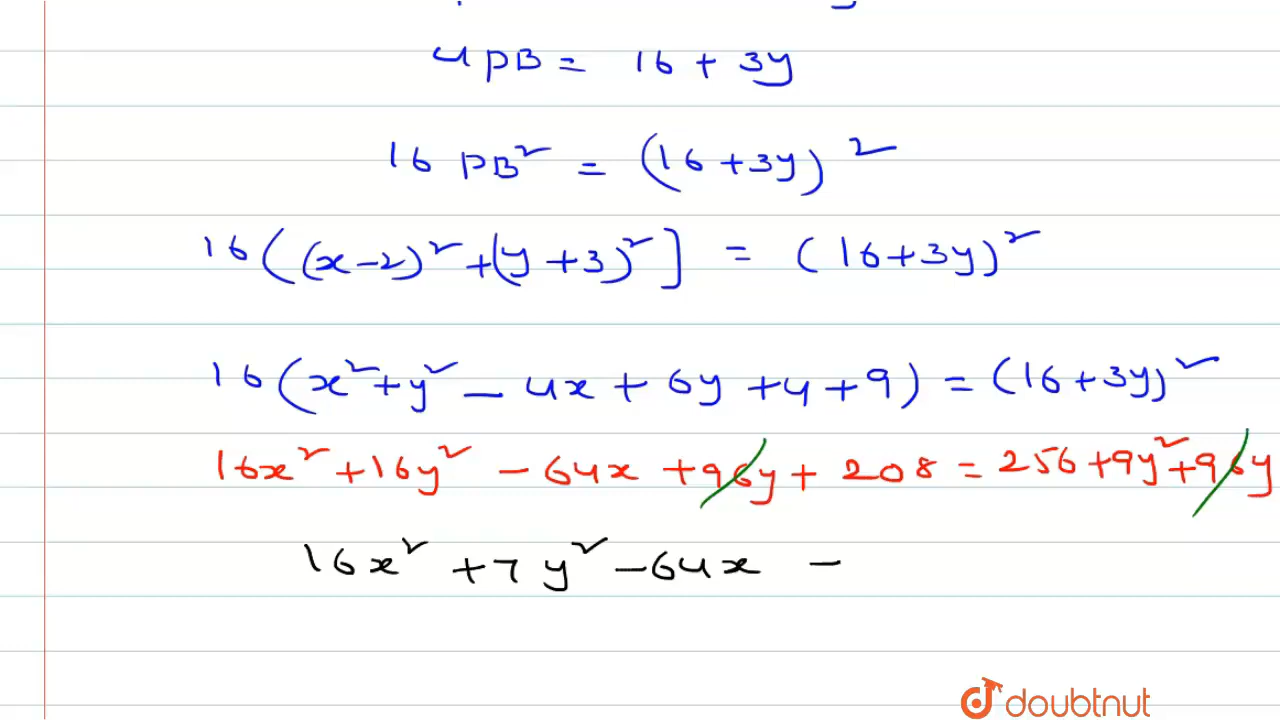 4PB = 16 + 3y
16 PB² = (16 + 3y)²
16((x-2)² + (y+3)²] = (16+3y)²
16(x² + y² - 4x + 6y + 4 + 9) = (16 + 3y)²
16x² + 16y² - 64x + 96y + 208 = 256 + 9y² + 96y
16x² + 7y² - 64x -
doubtnut